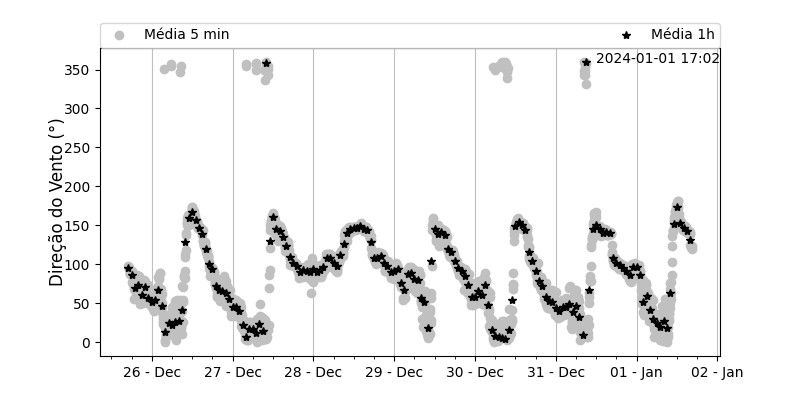 Média 5 min
Média 1h
2024-01-01 17:02
Direção do Vento (°)
350
300
250
200
150
100
50
0
26 - Dec
27 - Dec
28 - Dec
29 - Dec
30 - Dec
31 - Dec
01 - Jan
02 - Jan